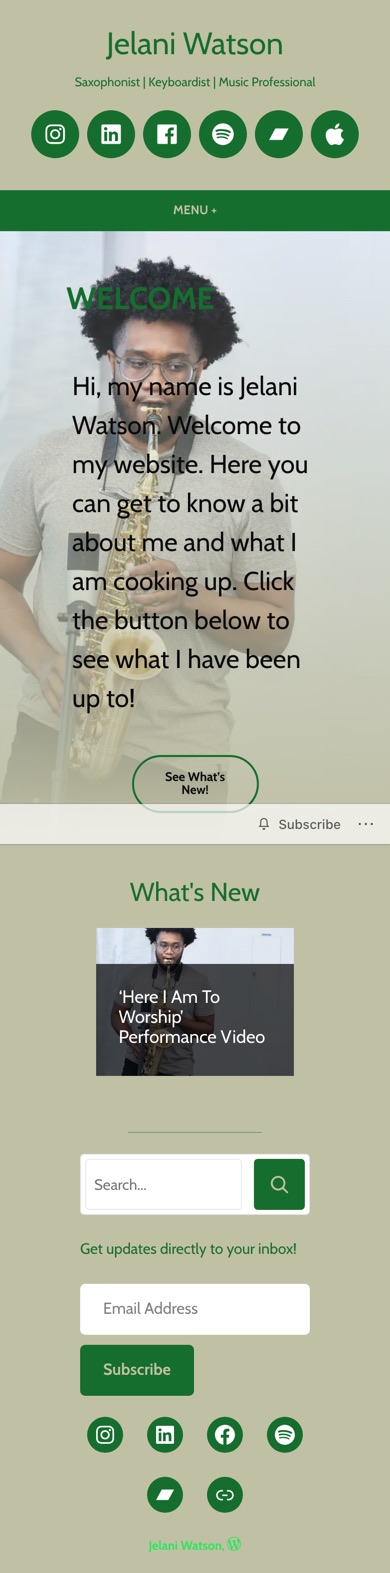 Jelani Watson
Saxophonist | Keyboardist | Music Professional
MENU +
WELCOME
Hi, my name is Jelani
Watson. Welcome to
my website. Here you
can get to know a bit
about me and what I
am cooking up. Click
the button below to
see what I have been
up to!
See What's
New!
Subscribe
What's New
‘Here I Am To
Worship’
Performance Video
Search...
Get updates directly to your inbox!
Email Address
Subscribe
Jelani Watson,